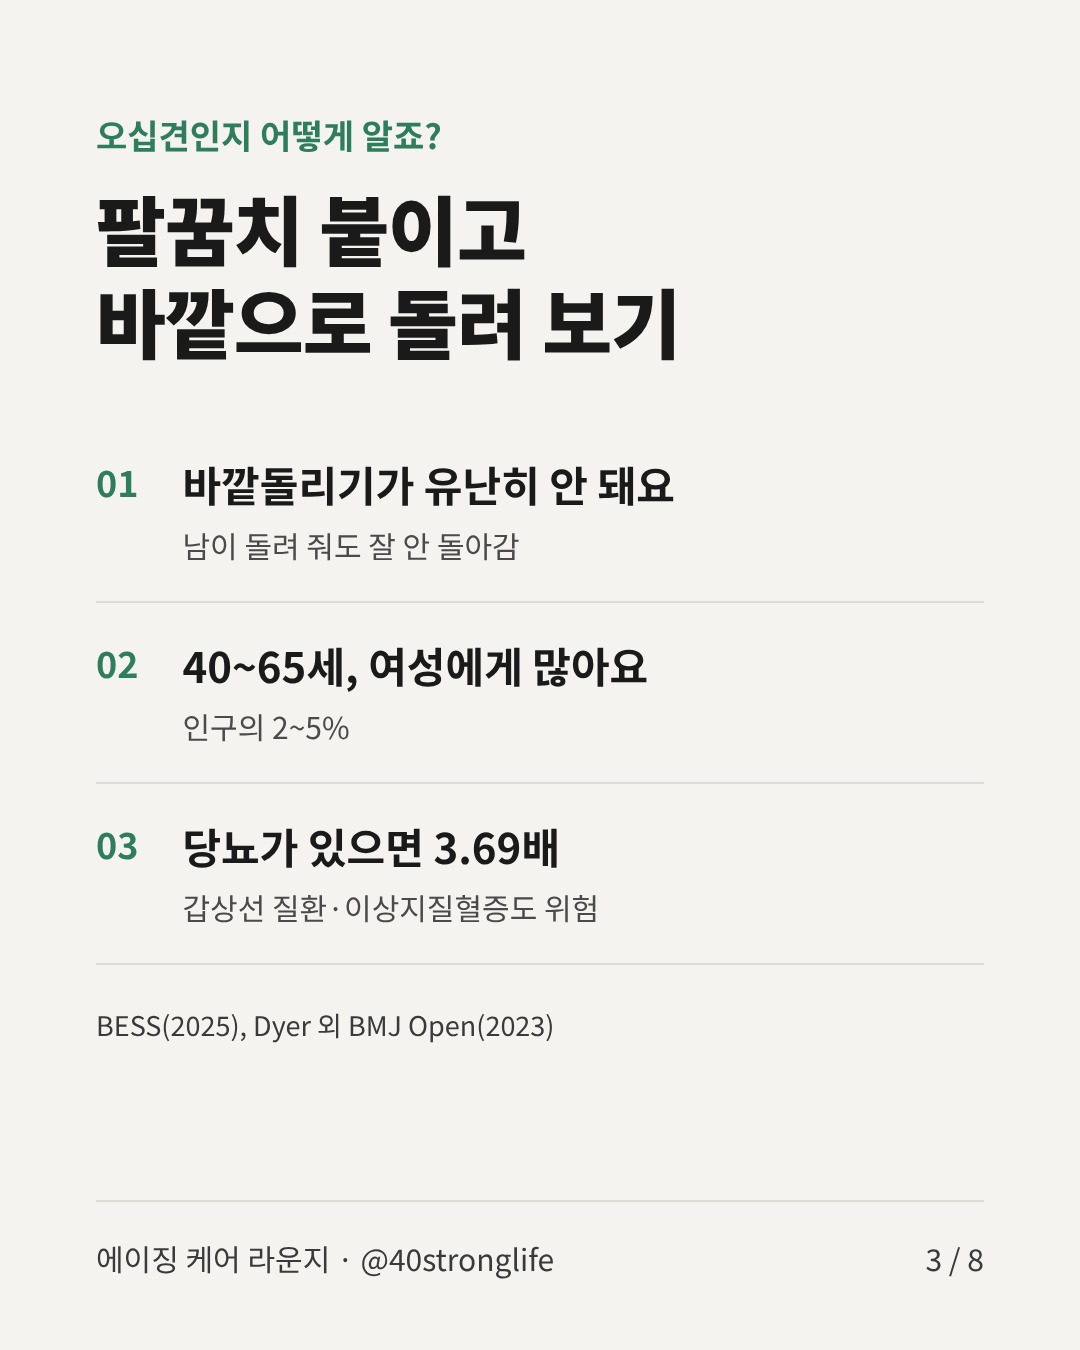 오십견인지 어떻게 알죠?
팔꿈치 붙이고
바깥으로 돌려 보기
01 바깥돌리기가 유난히 안 돼요
남이 돌려 줘도 잘 안 돌아감
02 40~65세, 여성에게 많아요
인구의 2~5%
03 당뇨가 있으면 3.69배
갑상선 질환·이상지질혈증도 위험
BESS(2025), Dyer 외 BMJ Open(2023)
에이징 케어 라운지 · @40stronglife 3 / 8